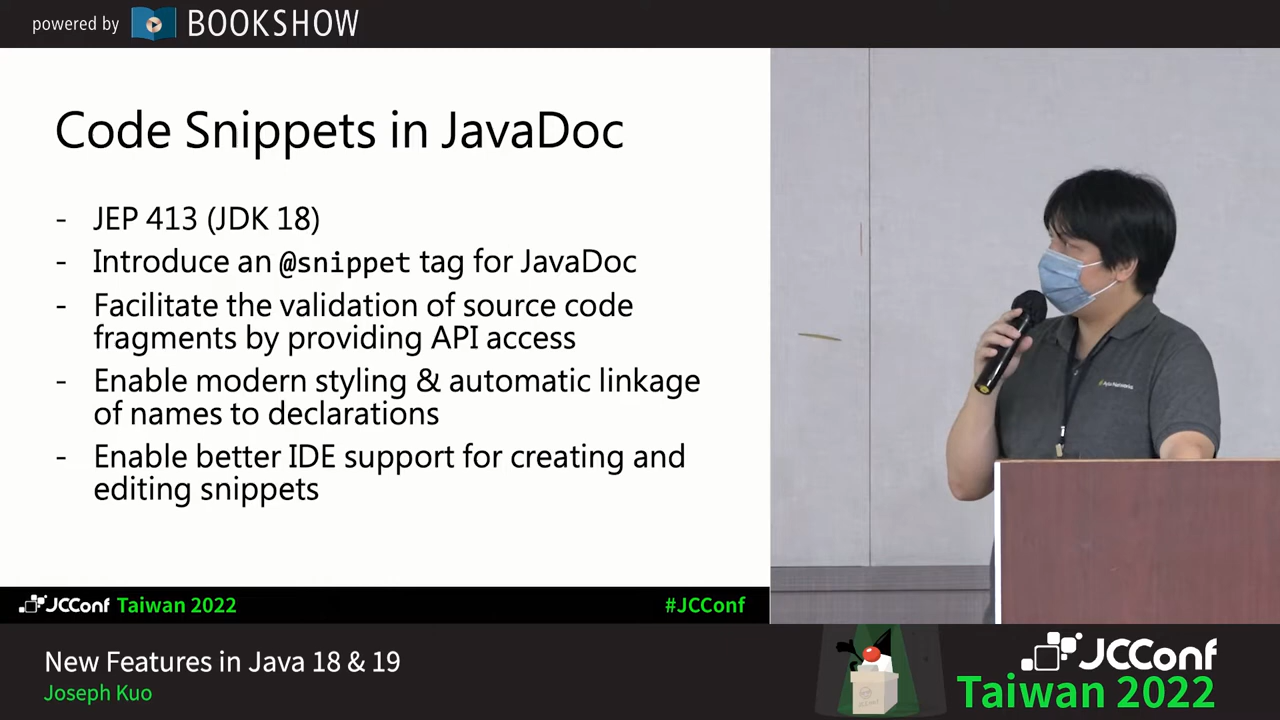 powered by BOOKSHOW
Code Snippets in JavaDoc
- JEP 413 (JDK 18)
- Introduce an @snippet tag for JavaDoc
- Facilitate the validation of source code
fragments by providing API access
- Enable modern styling & automatic linkage
of names to declarations
- Enable better IDE support for creating and
editing snippets
JCConf Taiwan 2022
#JCConf
New Features in Java 18 & 19
Joseph Kuo
JCConf
Taiwan 2022